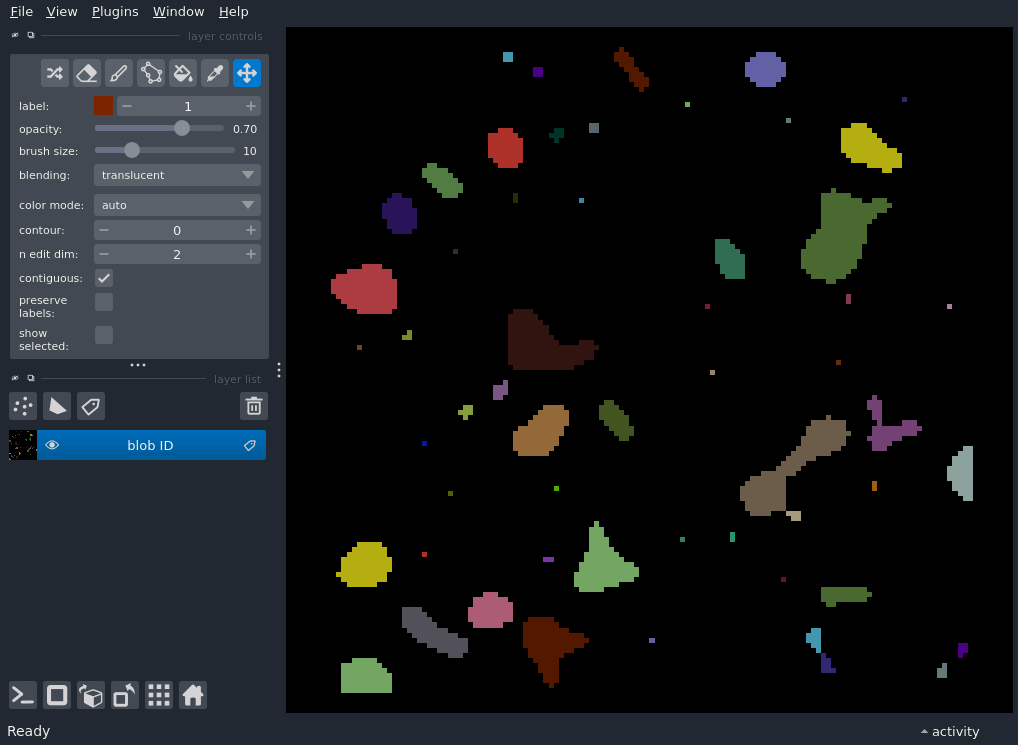 File View Plugins Window Help
layer controls
label: 1
opacity: 0.70
brush size: 10
blending: translucent
color mode: auto
contour: 0
n edit dim: 2
contiguous:
preserve
labels:
show
selected:
layer list
blob ID
Ready
activity